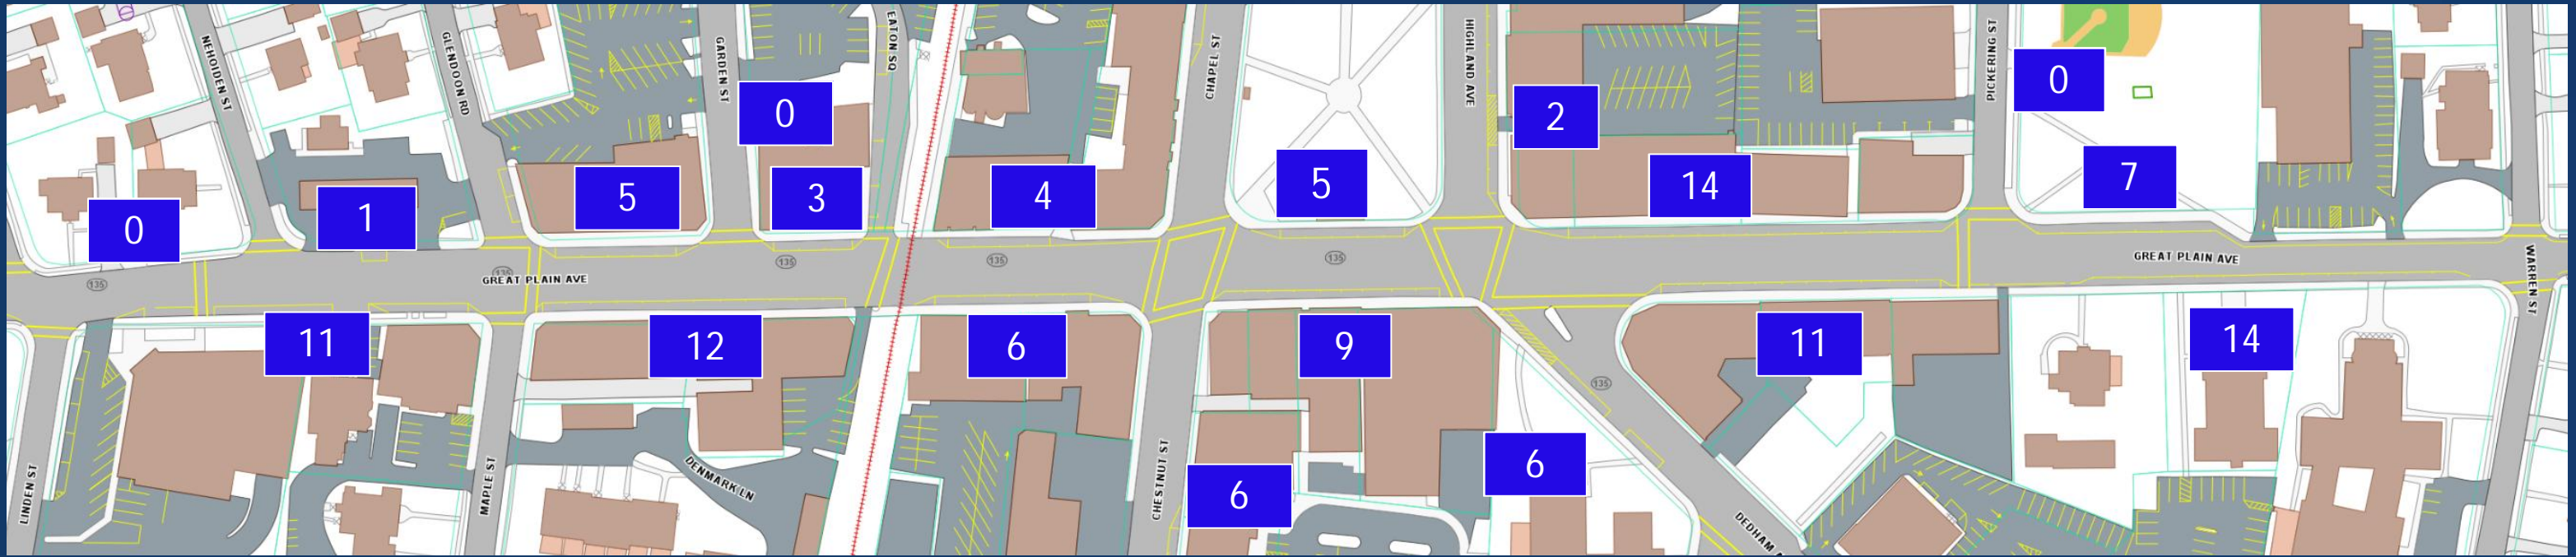 NEHOIDEN ST
GLENDOON RD
GARDEN ST
EATON SQ
CHAPEL ST
HIGHLAND AVE
PICKERING ST
0
0
2
0
1
5
3
4
5
14
7
135
135
135
135
GREAT PLAIN AVE
135
GREAT PLAIN AVE
WARREN ST
11
12
6
9
11
14
135
6
6
LINDEN ST
MAPLE ST
DENMARK LN
CHESTNUT ST
DEDHAM